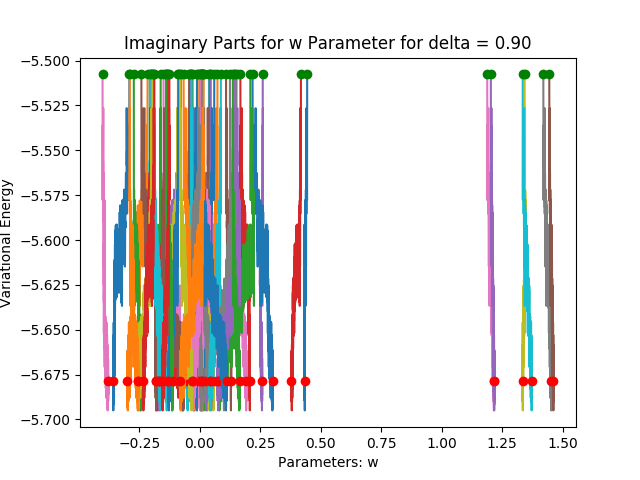 Imaginary Parts for w Parameter for delta = 0.90
Variational Energy
−5.500
−5.525
−5.550
−5.575
−5.600
−5.625
−5.650
−5.675
−5.700
−0.25 0.00 0.25 0.50 0.75 1.00 1.25 1.50
Parameters: w